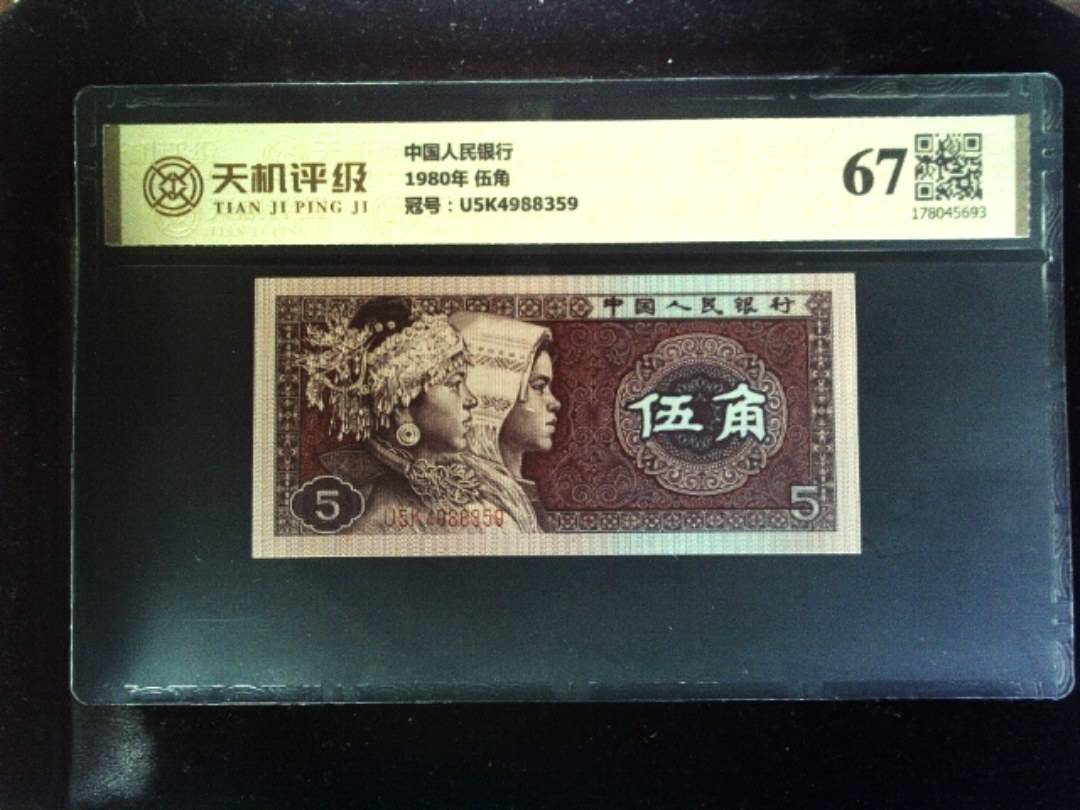 天机评级
TIAN JI PING JI
中国人民银行
1980年 伍角
冠号：U5K4988359
67
178045693
中国人民银行
伍角
5
U5K4988359
5